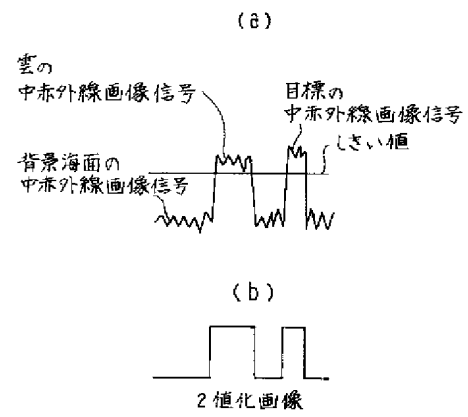 (a)
雲の
中赤外線画像信号
目標の
中赤外線画像信号
しきい値
背景海面の
中赤外線画像信号
(b)
2値化画像